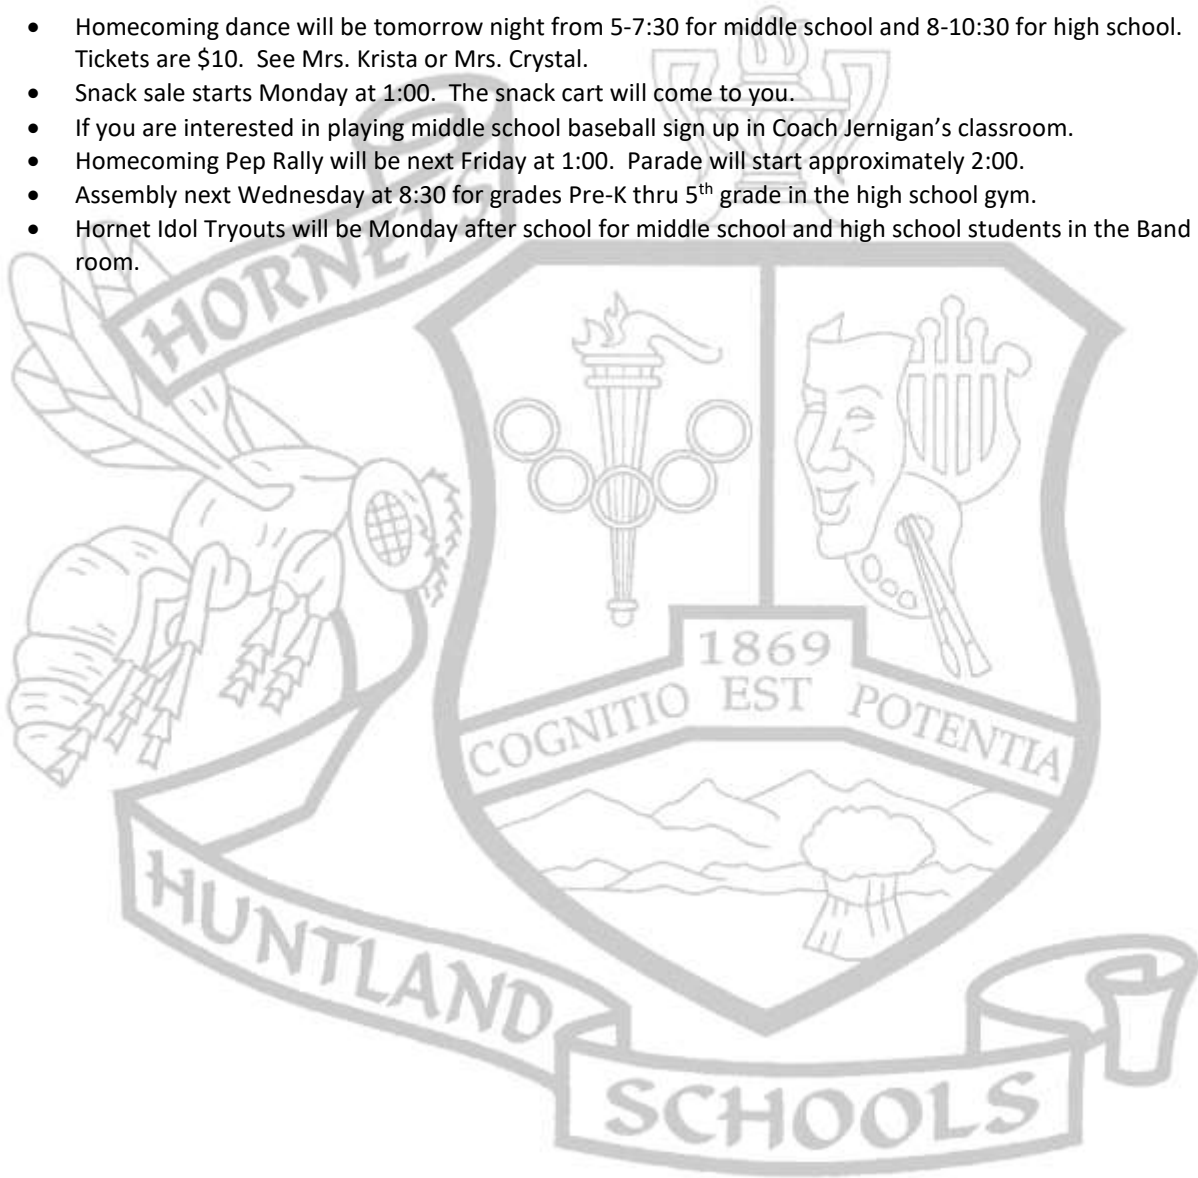 • Homecoming dance will be tomorrow night from 5-7:30 for middle school and 8-10:30 for high school.
Tickets are $10. See Mrs. Krista or Mrs. Crystal.
• Snack sale starts Monday at 1:00. The snack cart will come to you.
• If you are interested in playing middle school baseball sign up in Coach Jernigan’s classroom.
• Homecoming Pep Rally will be next Friday at 1:00. Parade will start approximately 2:00.
• Assembly next Wednesday at 8:30 for grades Pre-K thru 5th grade in the high school gym.
• Hornet Idol Tryouts will be Monday after school for middle school and high school students in the Band
room.
HORNETS
1869
COGNITIO EST POTENTIA
HUNTLAND
SCHOOLS